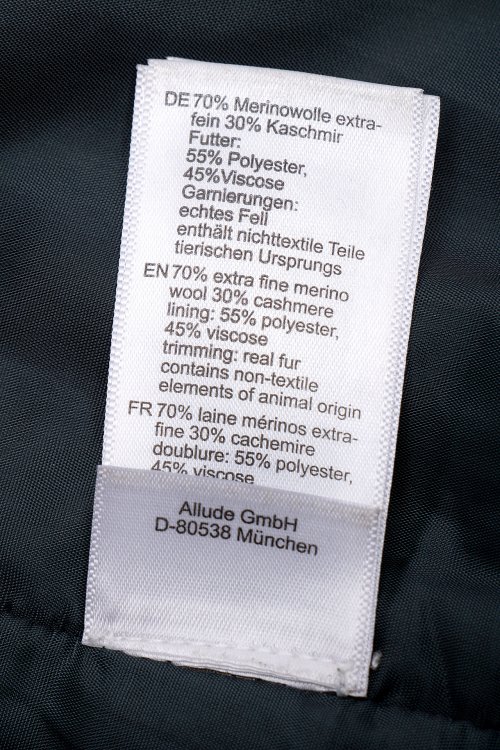 DE 70% Merinowolle extra-
fein 30% Kaschmir
Futter:
55% Polyester,
45%Viscose
Garnierungen:
echtes Fell
enthält nichttextile Teile
tierischen Ursprungs
EN 70% extra fine merino
wool 30% cashmere
lining: 55% polyester,
45% viscose
trimming: real fur
contains non-textile
elements of animal origin
FR 70% laine mérinos extra-
fine 30% cachemire
doublure: 55% polyester,
45% viscose
Allude GmbH
D-80538 München